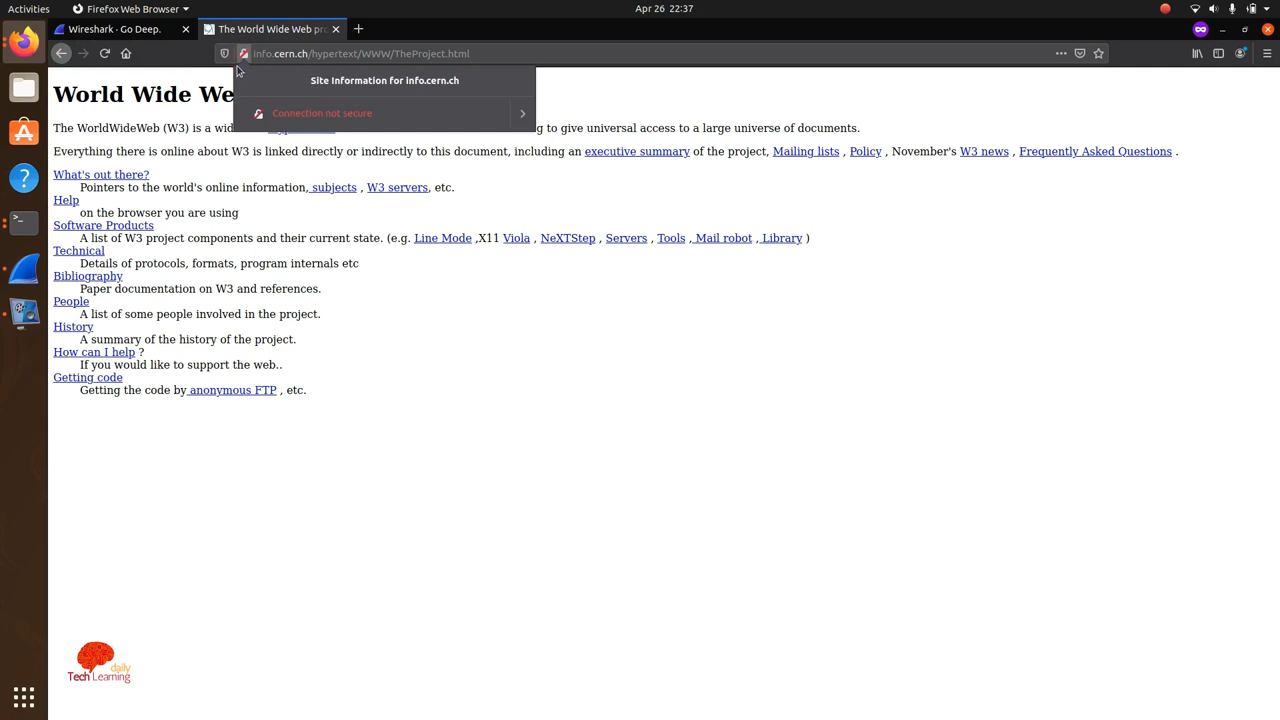 Activities
Firefox Web Browser
Apr 26 22:37
Wireshark · Go Deep.
The World Wide Web pro
info.cern.ch/hypertext/WWW/TheProject.html
Site Information for info.cern.ch
Connection not secure
World Wide We
The WorldWideWeb (W3) is a wid
g to give universal access to a large universe of documents.
Everything there is online about W3 is linked directly or indirectly to this document, including an executive summary of the project, Mailing lists , Policy , November's W3 news , Frequently Asked Questions .
What's out there?
Pointers to the world's online information, subjects , W3 servers, etc.
Help
on the browser you are using
Software Products
A list of W3 project components and their current state. (e.g. Line Mode ,X11 Viola , NeXTStep , Servers , Tools , Mail robot , Library )
Technical
Details of protocols, formats, program internals etc
Bibliography
Paper documentation on W3 and references.
People
A list of some people involved in the project.
History
A summary of the history of the project.
How can I help ?
If you would like to support the web..
Getting code
Getting the code by anonymous FTP , etc.
daily
Tech Learning